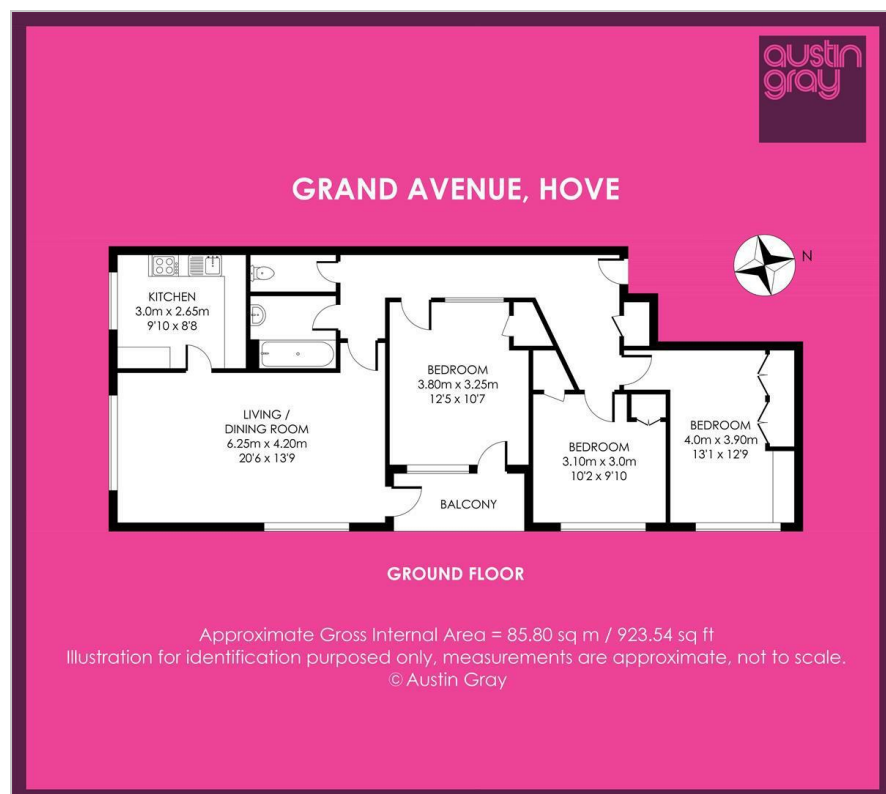 austin
gray
GRAND AVENUE, HOVE
N
KITCHEN
3.0m x 2.65m
9'10 x 8'8
BEDROOM
3.80m x 3.25m
12'5 x 10'7
LIVING /
DINING ROOM
6.25m x 4.20m
20'6 x 13'9
BEDROOM
3.10m x 3.0m
10'2 x 9'10
BEDROOM
4.0m x 3.90m
13'1 x 12'9
BALCONY
GROUND FLOOR
Approximate Gross Internal Area = 85.80 sq m / 923.54 sq ft
Illustration for identification purposed only, measurements are approximate, not to scale.
© Austin Gray